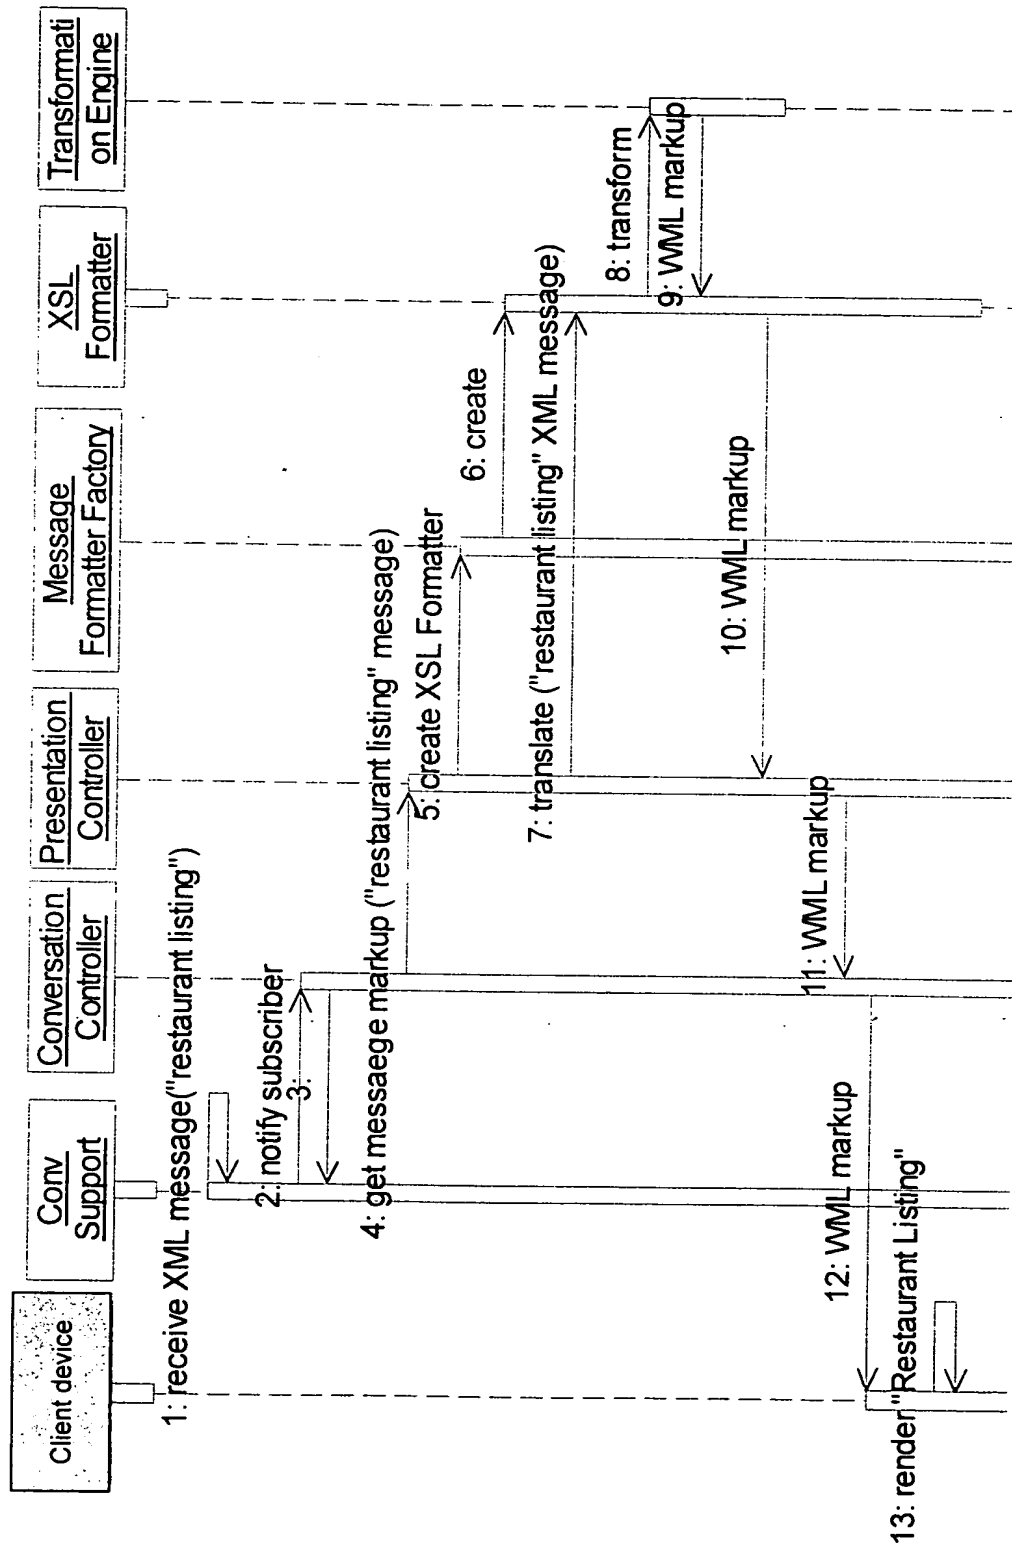 Client device
Conv
Support
Conversation
Controller
Presentation
Controller
Message
Formatter Factory
XSL
Formatter
Transformati
on Engine
1: receive XML message("restaurant listing")
2: notify subscriber
3:
4: get messaege markup ("restaurant listing" message)
5: create XSL Formatter
6: create
7: translate ("restaurant listing" XML message)
8: transform
9: WML markup
10: WML markup
11: WML markup
12: WML markup
13: render "Restaurant Listing"